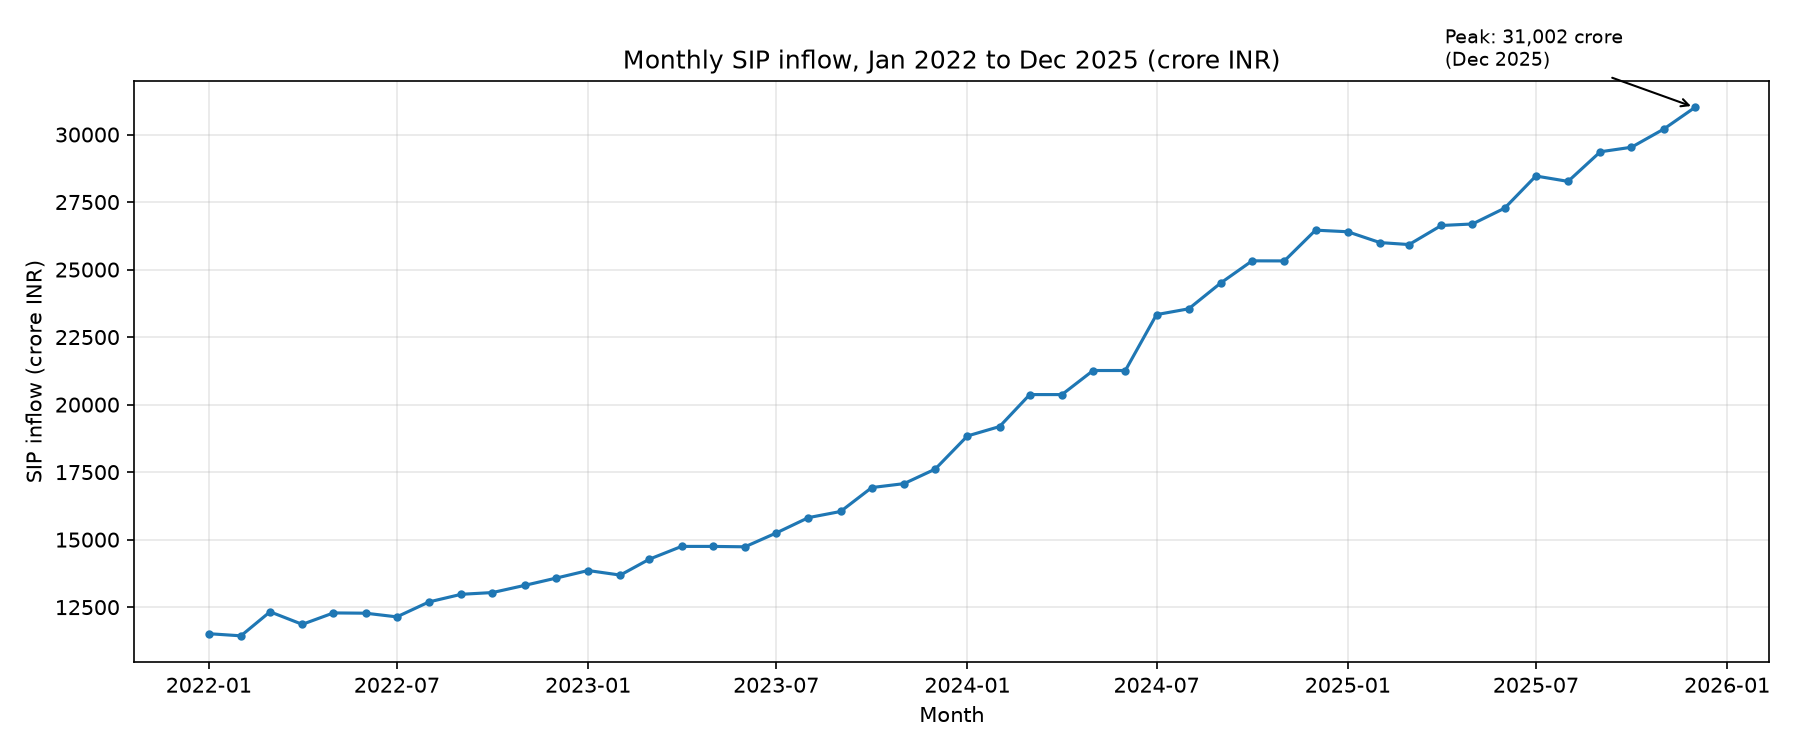 Peak: 31,002 crore
(Dec 2025)
Monthly SIP inflow, Jan 2022 to Dec 2025 (crore INR)
SIP inflow (crore INR)
30000
27500
25000
22500
20000
17500
15000
12500
2022-01 2022-07 2023-01 2023-07 2024-01 2024-07 2025-01 2025-07 2026-01
Month